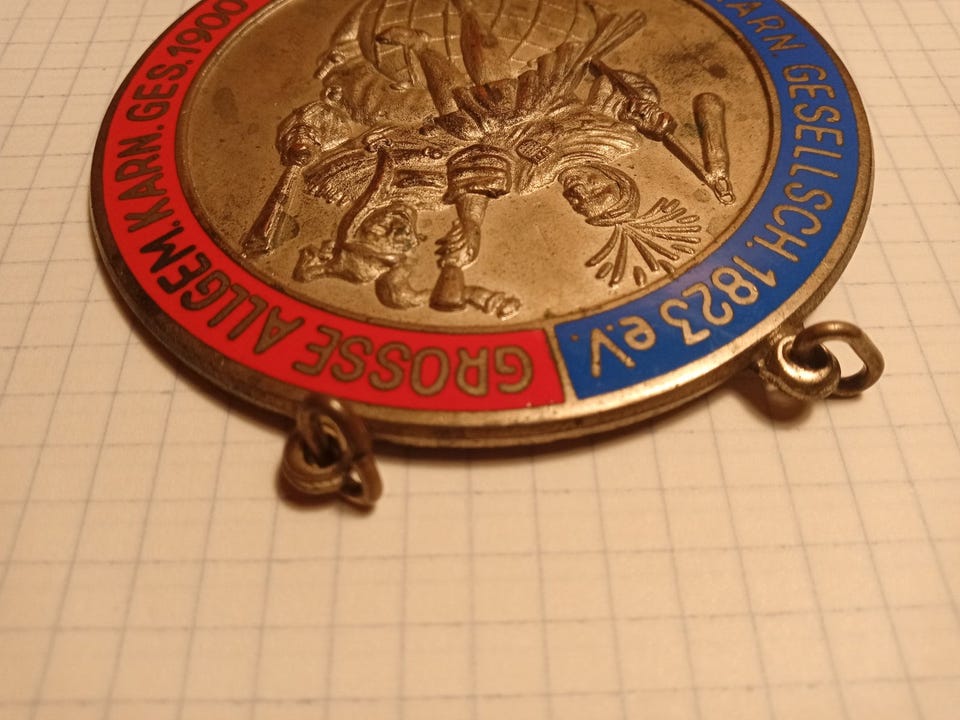 GROSSE ALLGEM.KARN.GES.1900
KARN. GESELLSCH. 1823 e.V.